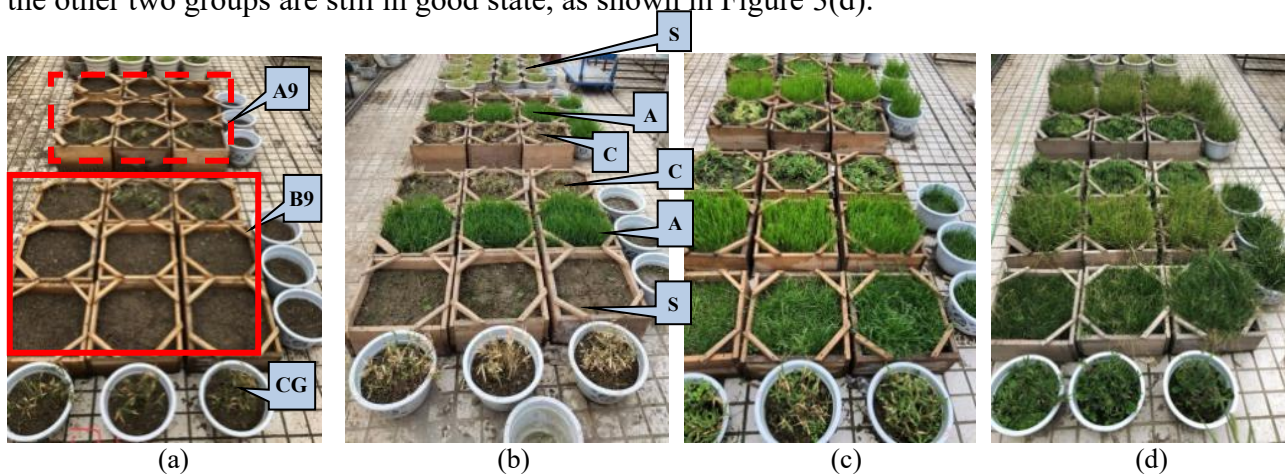 the other two groups are still in good state, as shown in Figure 5(d).
S
A9
A
C
C
B9
A
S
CG
(a)
(b)
(c)
(d)